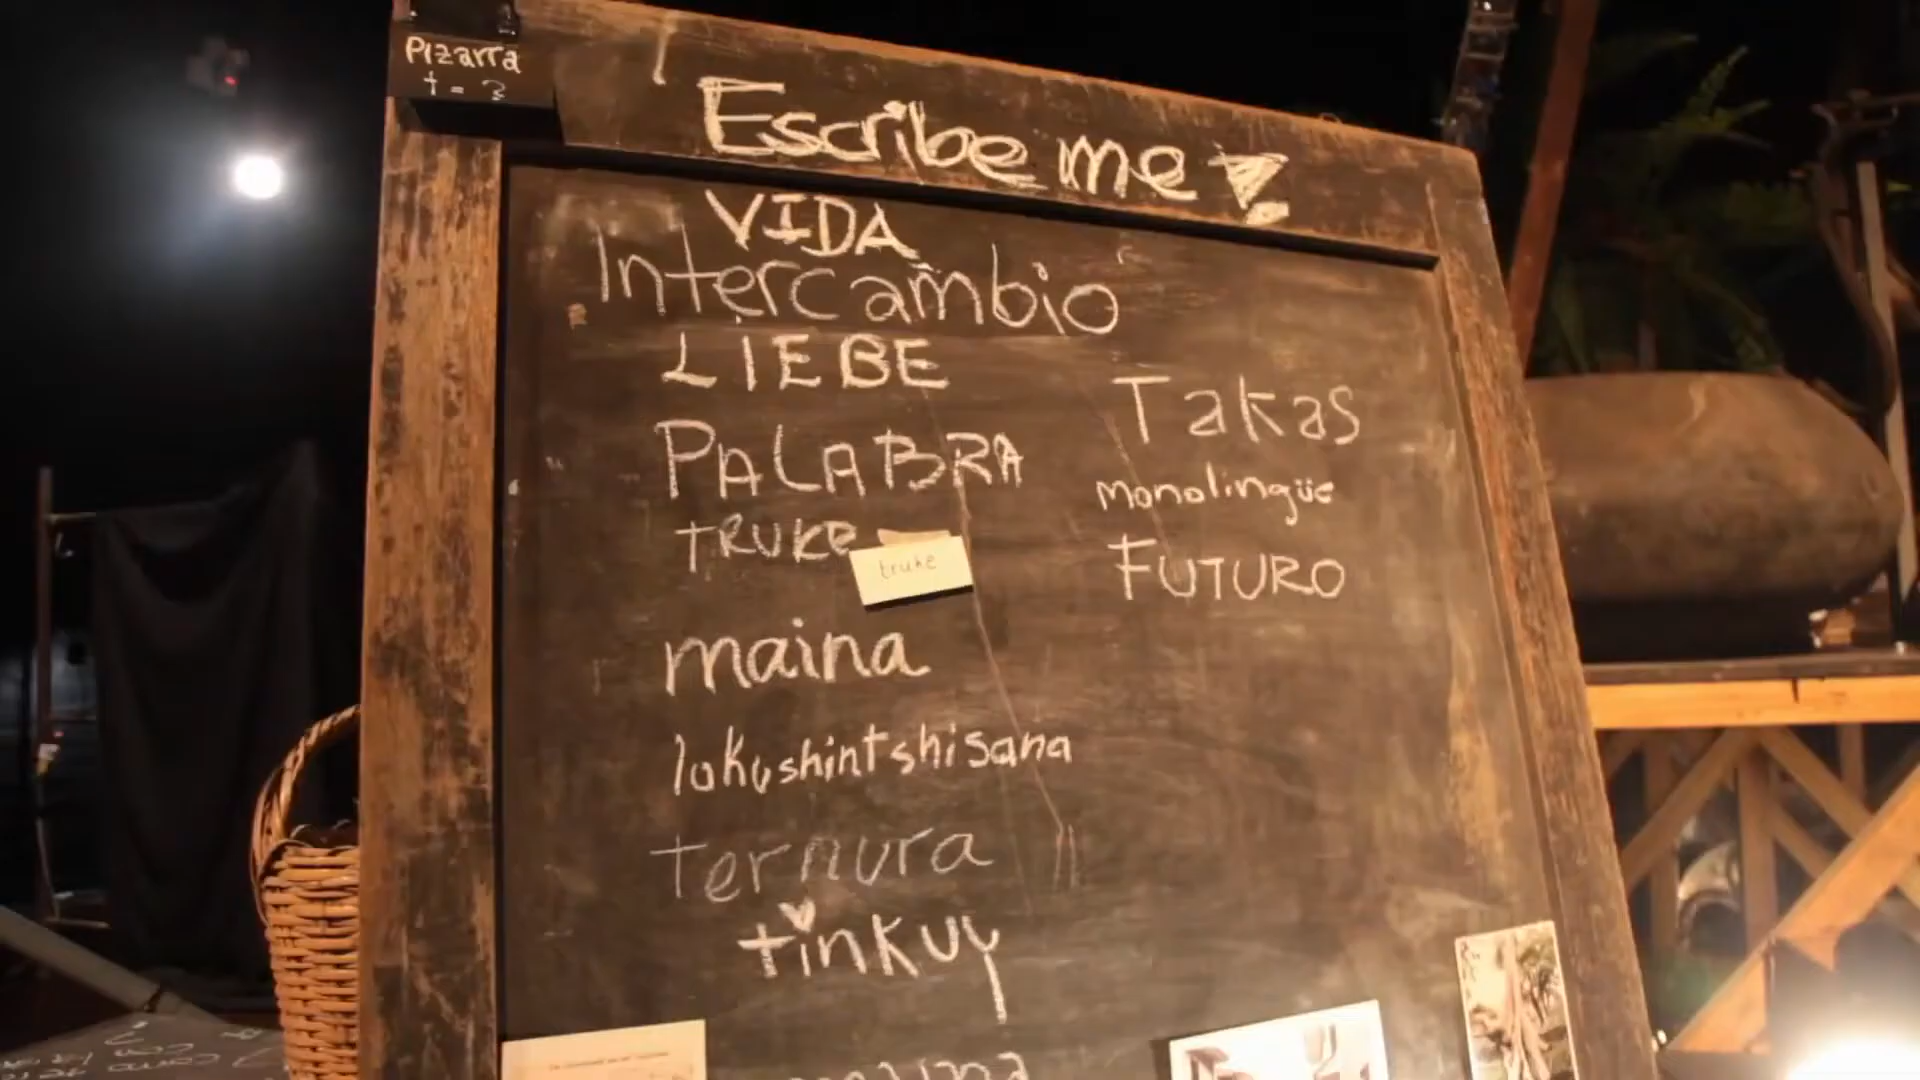 Pizarra
t = ?
Escribe me
VIDA
Intercambio
LIEBE
PALABRA
TRUKE
truke
maina
lokushintshisana
Ternura
tinkuy
Takas
monolingüe
FUTURO